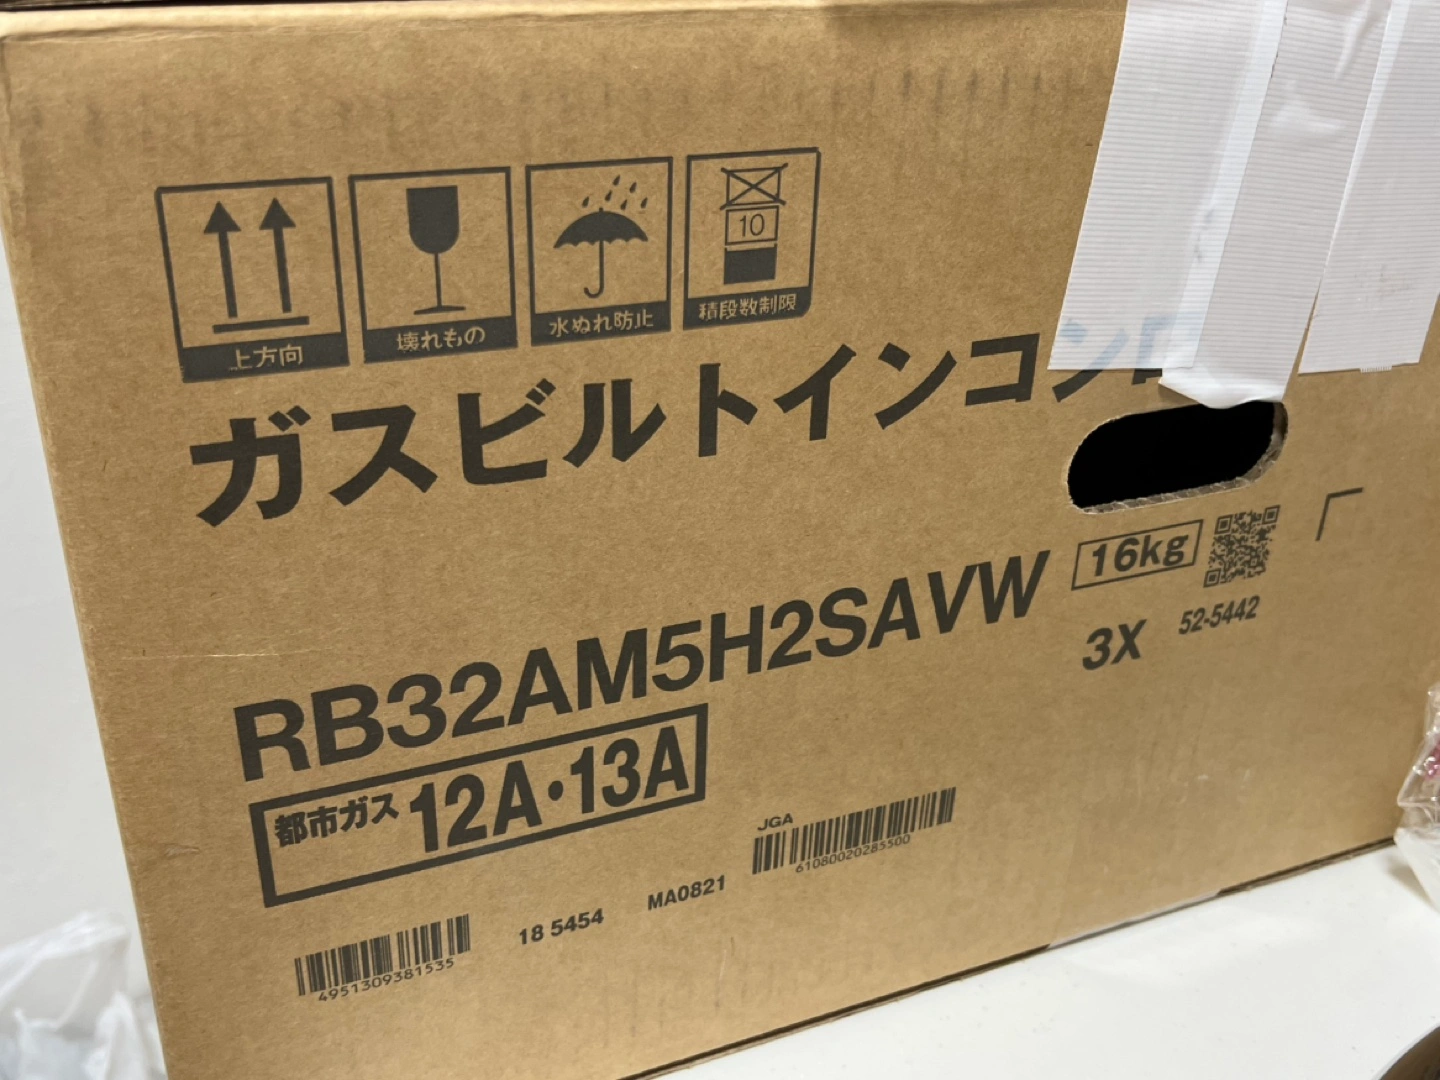 10
上方向
壊れもの
水ぬれ防止
積段数制限
ガスビルトインコンロ
16kg
RB32AM5H2SAVW
3X
52-5442
都市ガス 12A・13A
JGA
61080020285500
18 5454
MA0821
4951309381535